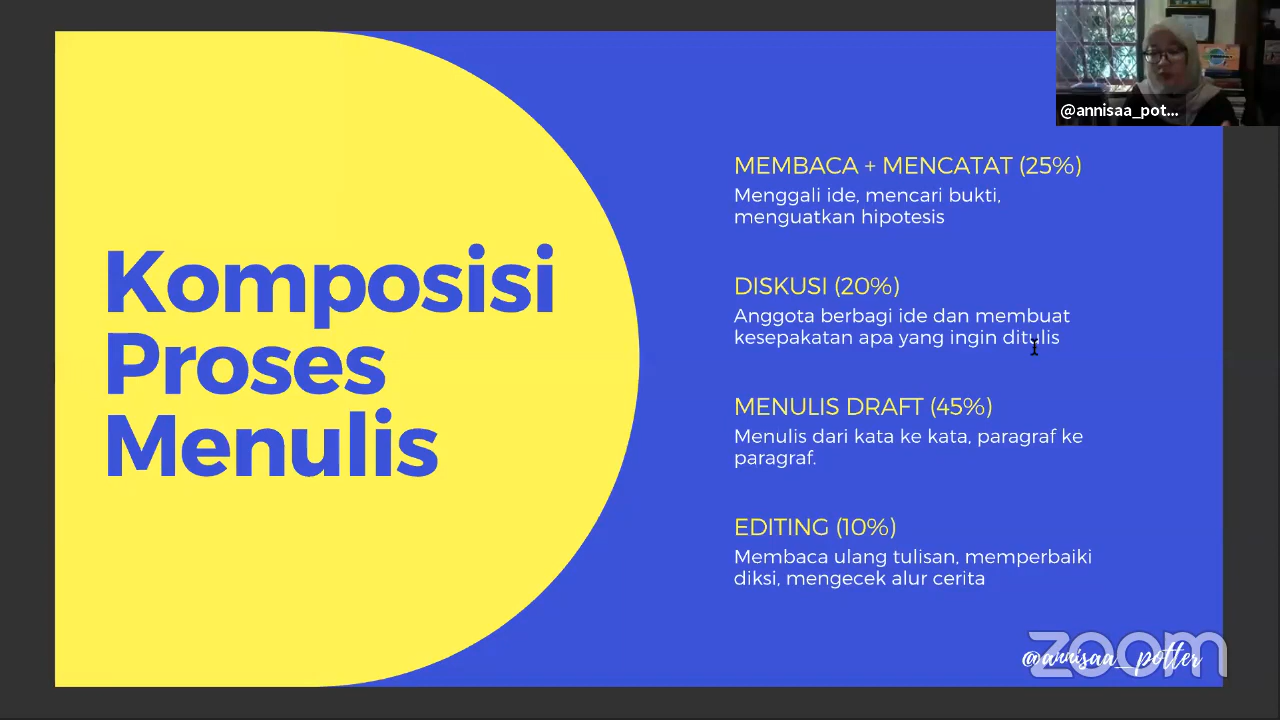 @annisaa_pot...
Komposisi
Proses
Menulis
MEMBACA + MENCATAT (25%)
Menggali ide, mencari bukti,
menguatkan hipotesis
DISKUSI (20%)
Anggota berbagi ide dan membuat
kesepakatan apa yang ingin ditulis
MENULIS DRAFT (45%)
Menulis dari kata ke kata, paragraf ke
paragraf.
EDITING (10%)
Membaca ulang tulisan, memperbaiki
diksi, mengecek alur cerita
@annisaa_potter
zoom